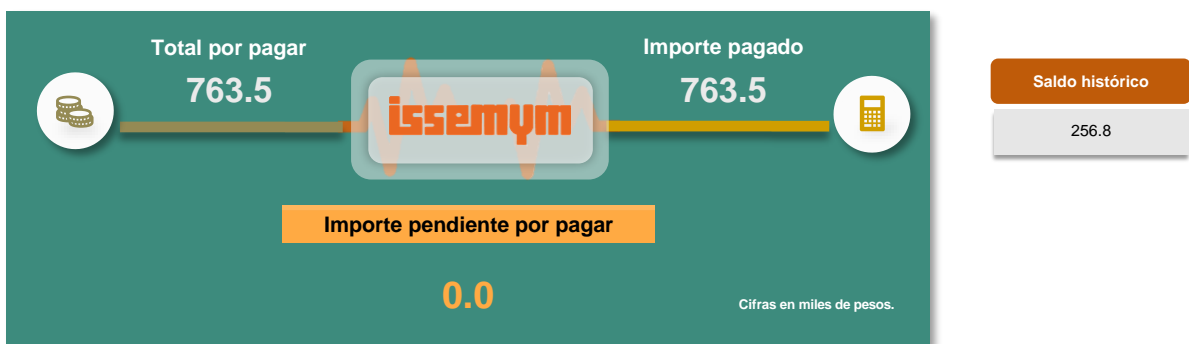 Total por pagar
763.5
Importe pagado
763.5
issemym
Importe pendiente por pagar
0.0
Cifras en miles de pesos.
Saldo histórico
256.8